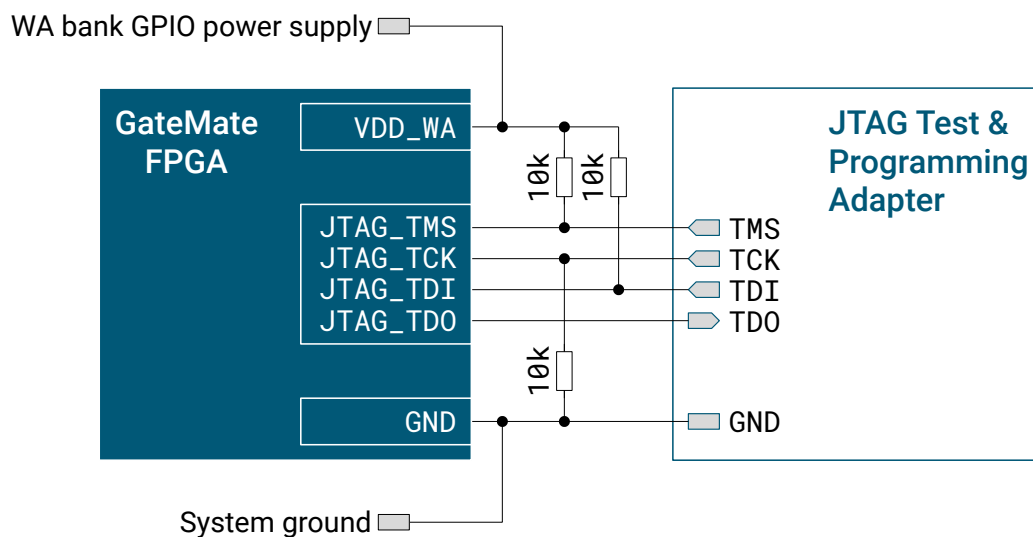 WA bank GPIO power supply
GateMate
FPGA
VDD_WA
10k
10k
JTAG Test &
Programming
Adapter
JTAG_TMS
JTAG_TCK
JTAG_TDI
JTAG_TDO
TMS
TCK
TDI
TDO
10k
GND
GND
System ground